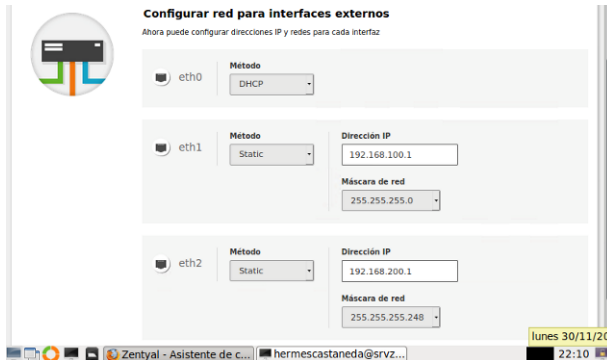 Configurar red para interfaces externos
Ahora puede configurar direcciones IP y redes para cada interfaz
eth0
Método
DHCP
eth1
Método
Static
Dirección IP
192.168.100.1
Máscara de red
255.255.255.0
eth2
Método
Static
Dirección IP
192.168.200.1
Máscara de red
255.255.255.248
lunes 30/11/20
Zentyal - Asistente de c...
hermescastaneda@srvz...
22:10